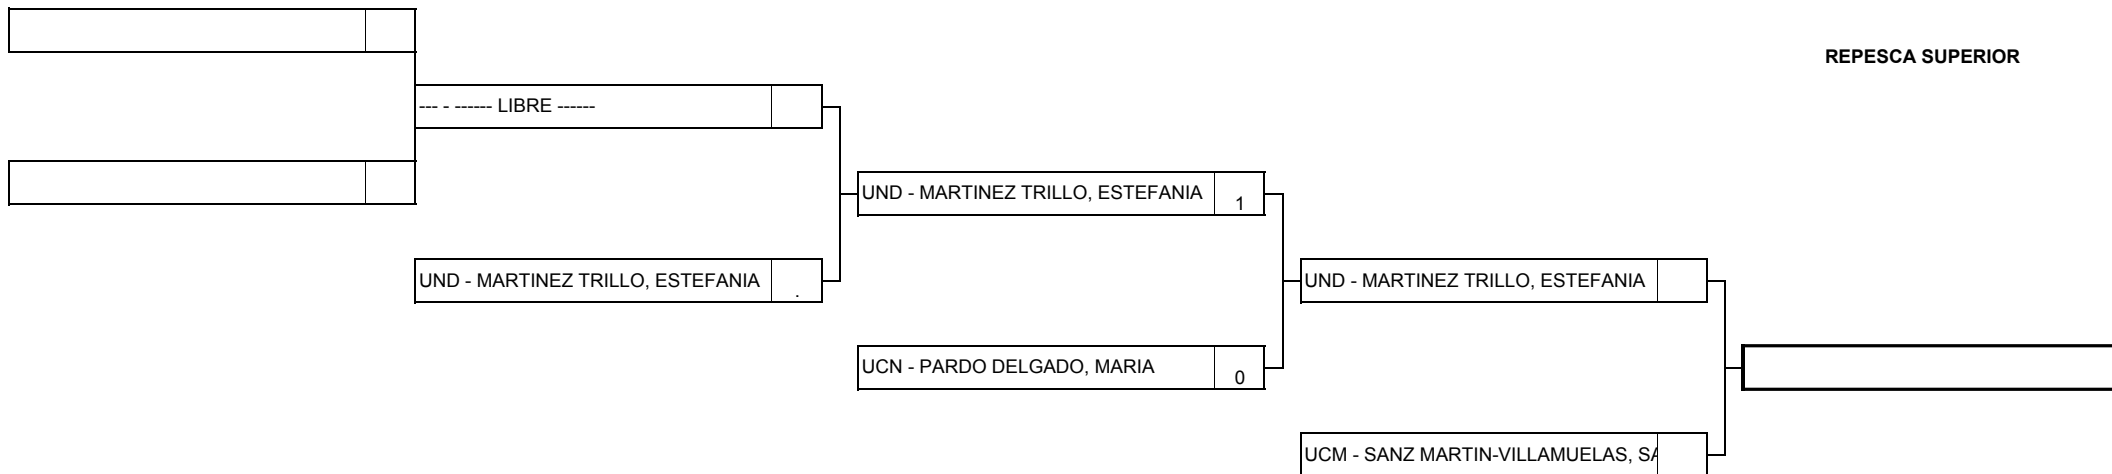 REPESCA SUPERIOR
--- - ------ LIBRE ------
UND - MARTINEZ TRILLO, ESTEFANIA 1
UND - MARTINEZ TRILLO, ESTEFANIA .
UND - MARTINEZ TRILLO, ESTEFANIA
UCN - PARDO DELGADO, MARIA 0
UCM - SANZ MARTIN-VILLAMUELAS,